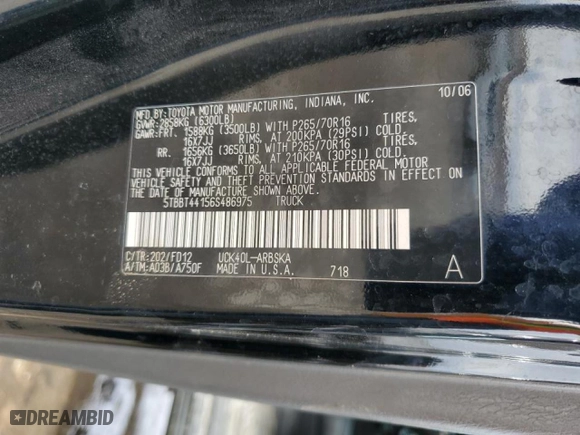 10/06
MFD.BY:TOYOTA MOTOR MANUFACTURING, INDIANA, INC.
GVWR:2858KG (6300LB)
GAWR:FRT. 1588KG (3500LB) WITH P265/70R16 TIRES,
16X7JJ RIMS, AT 200KPA (29PSI) COLD.
RR. 1656KG (3650LB) WITH P265/70R16 TIRES,
16X7JJ RIMS, AT 210KPA (30PSI) COLD.
THIS VEHICLE CONFORMS TO ALL APPLICABLE FEDERAL MOTOR
VEHICLE SAFETY STANDARDS IN EFFECT ON
THE DATE OF MANUFACTURE SHOWN ABOVE.
5TBBT44156S486975 TRUCK
C/TR:202/FD12 UCK40L-ARBSKA
A/TM:A03B/A750F MADE IN U.S.A. 718 A
DREAMBID